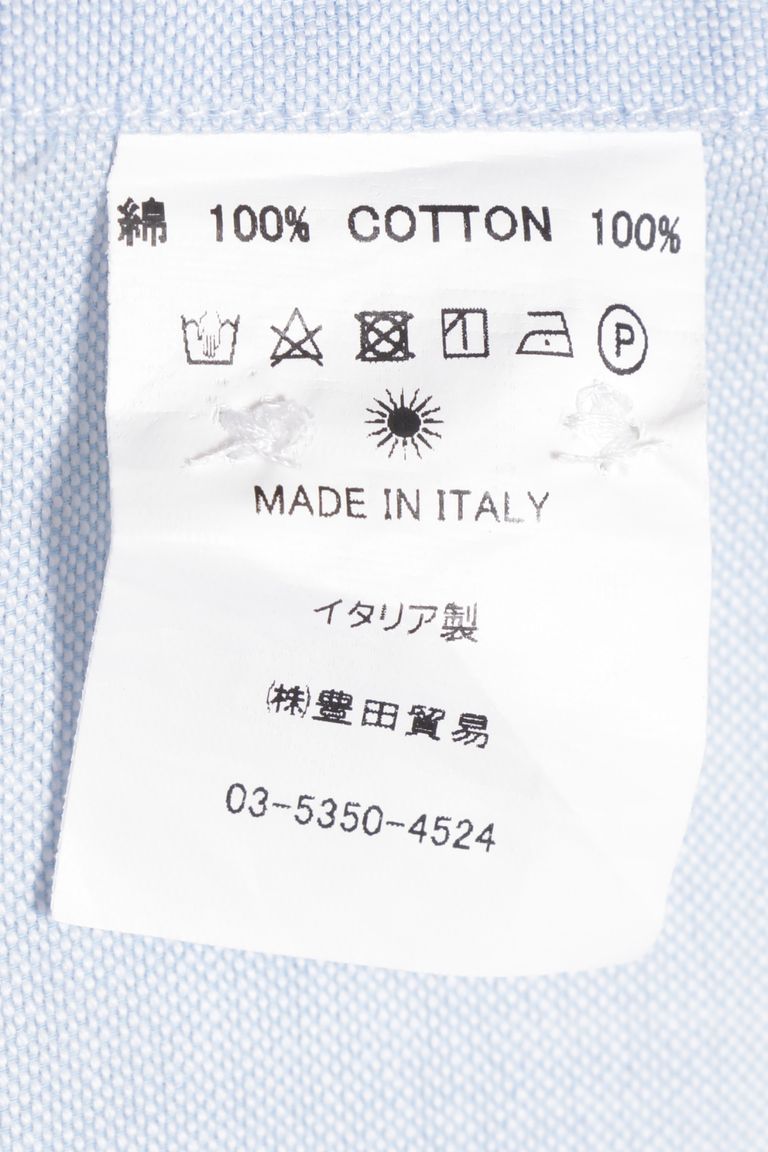 綿 100% COTTON 100%
P
MADE IN ITALY
イタリア製
㈱豊田貿易
03-5350-4524